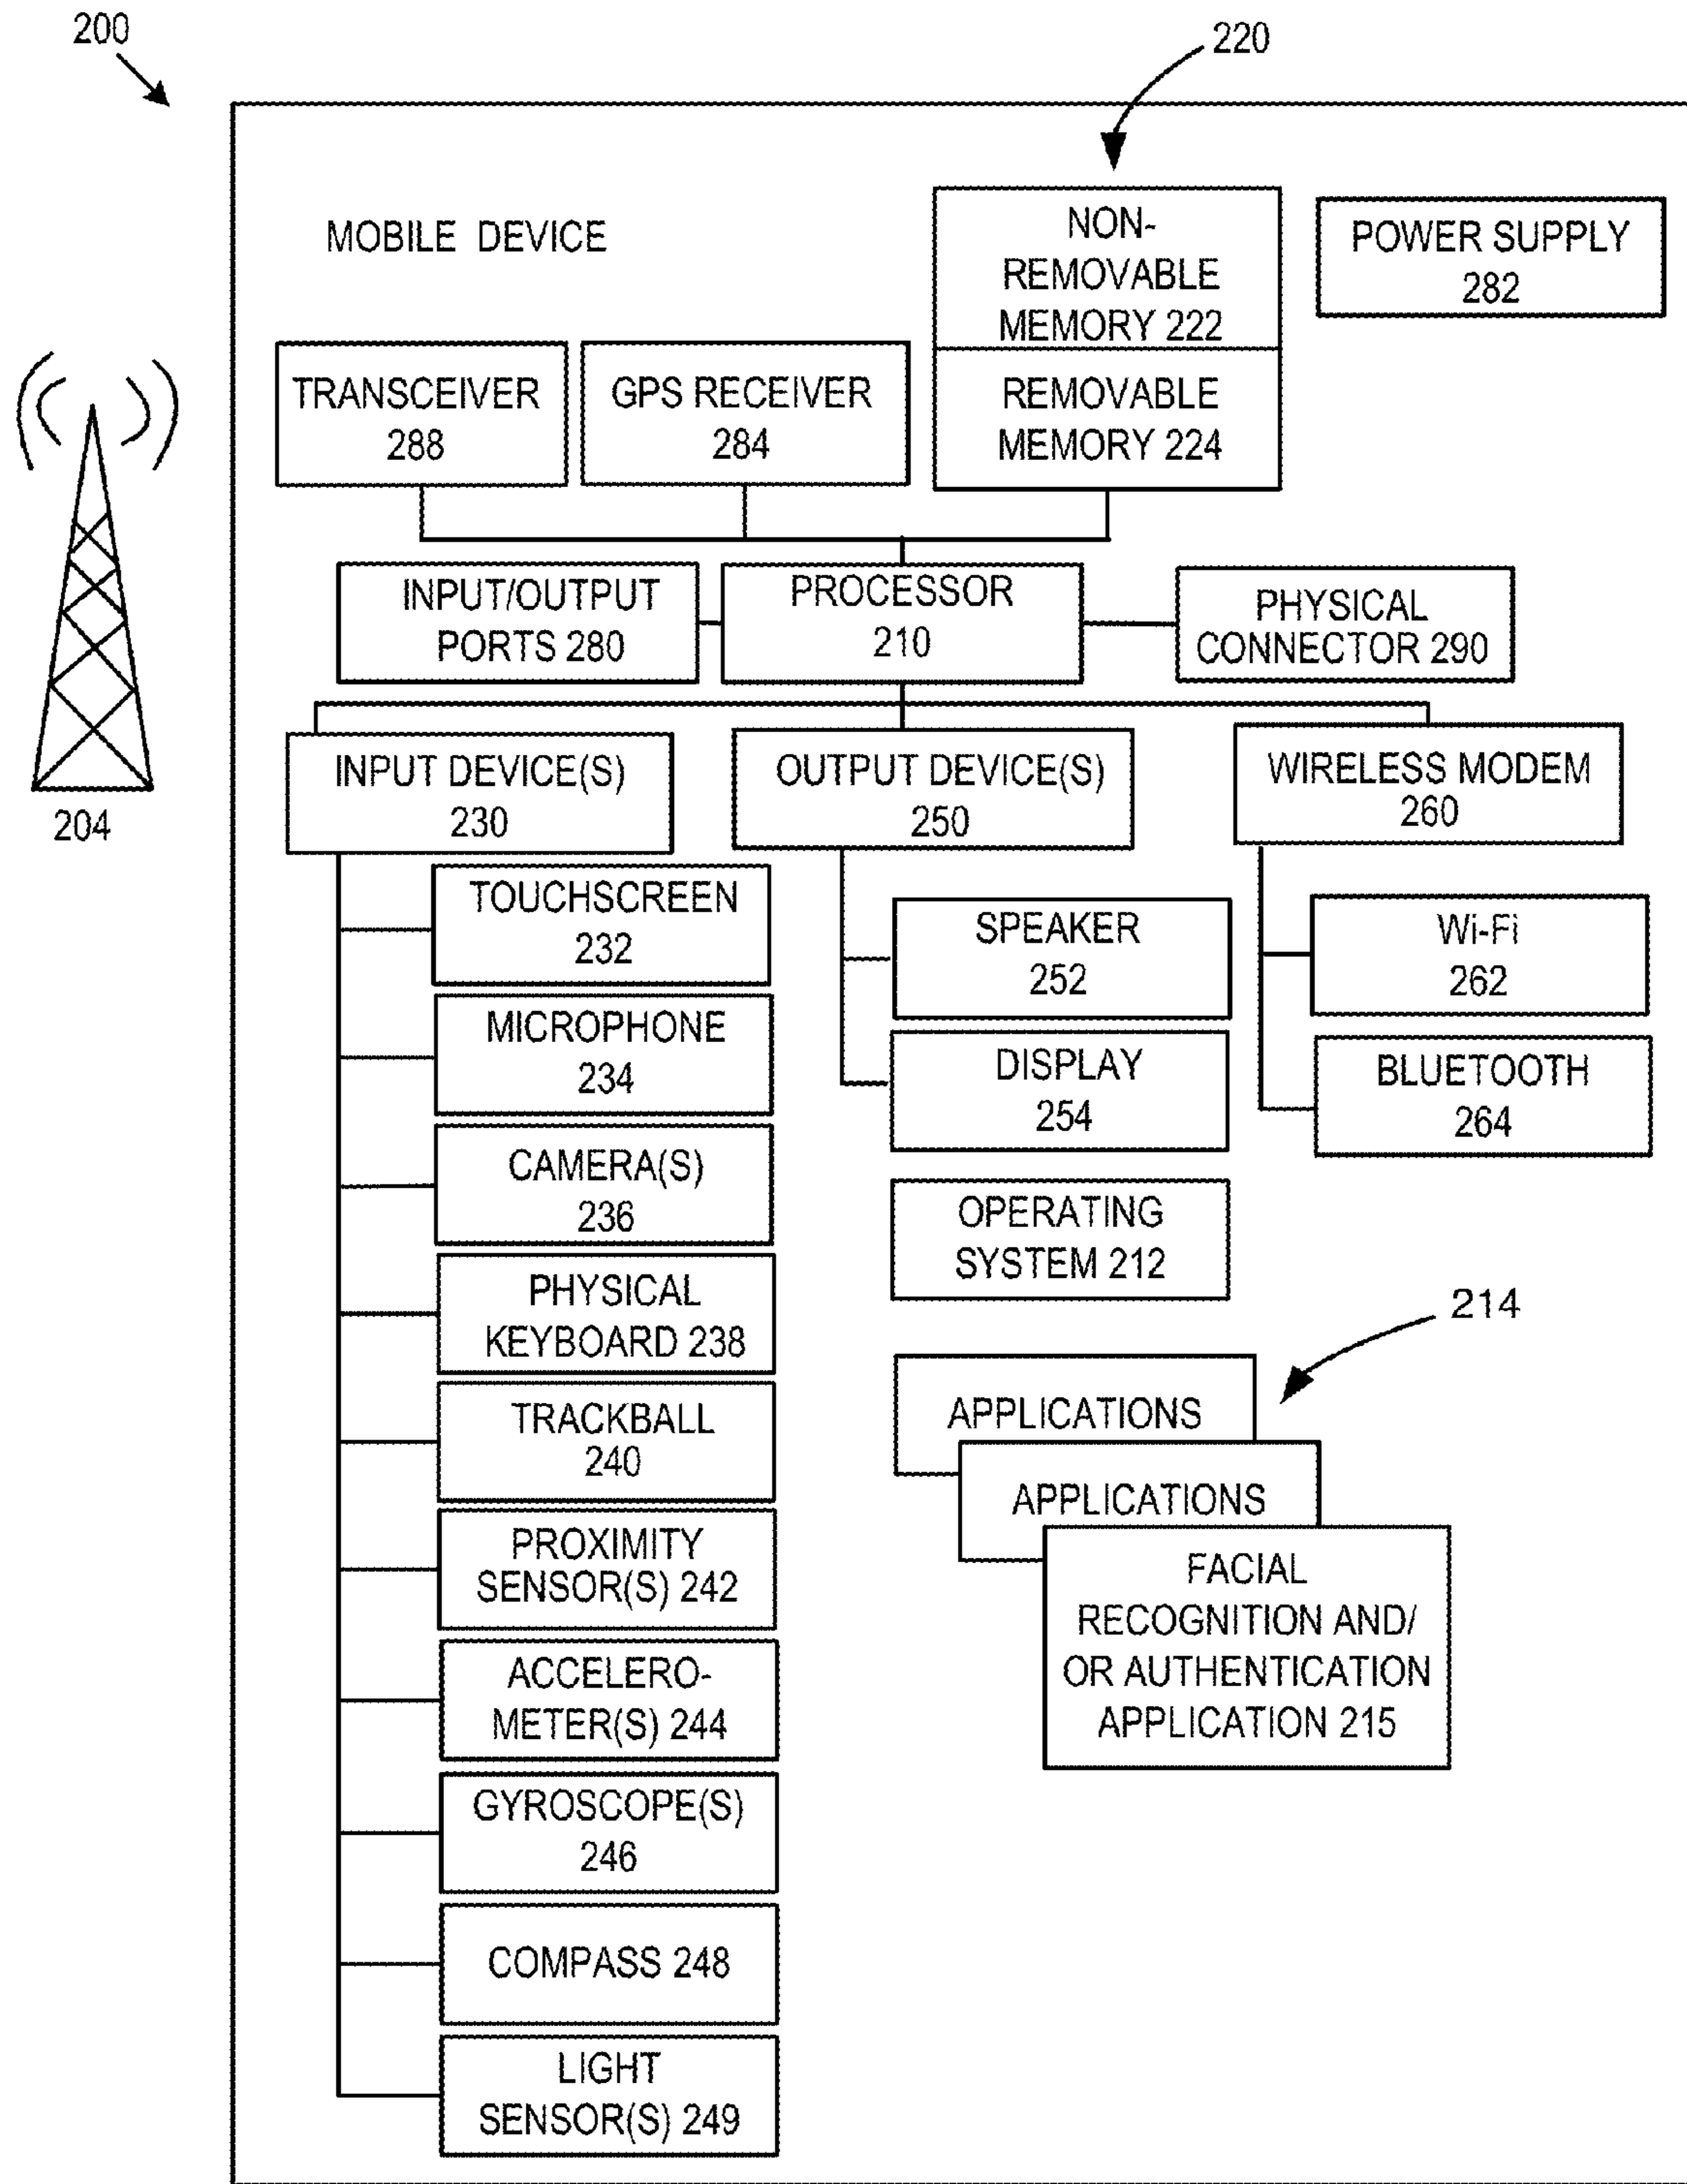 200
220
MOBILE DEVICE
NON-
REMOVABLE
MEMORY 222
POWER SUPPLY
282
TRANSCEIVER
288
GPS RECEIVER
284
REMOVABLE
MEMORY 224
INPUT/OUTPUT
PORTS 280
PROCESSOR
210
PHYSICAL
CONNECTOR 290
204
INPUT DEVICE(S)
230
OUTPUT DEVICE(S)
250
WIRELESS MODEM
260
TOUCHSCREEN
232
MICROPHONE
234
CAMERA(S)
236
PHYSICAL
KEYBOARD 238
TRACKBALL
240
PROXIMITY
SENSOR(S) 242
ACCELERO-
METER(S) 244
GYROSCOPE(S)
246
COMPASS 248
LIGHT
SENSOR(S) 249
SPEAKER
252
DISPLAY
254
Wi-Fi
262
BLUETOOTH
264
OPERATING
SYSTEM 212
214
APPLICATIONS
APPLICATIONS
FACIAL
RECOGNITION AND/
OR AUTHENTICATION
APPLICATION 215